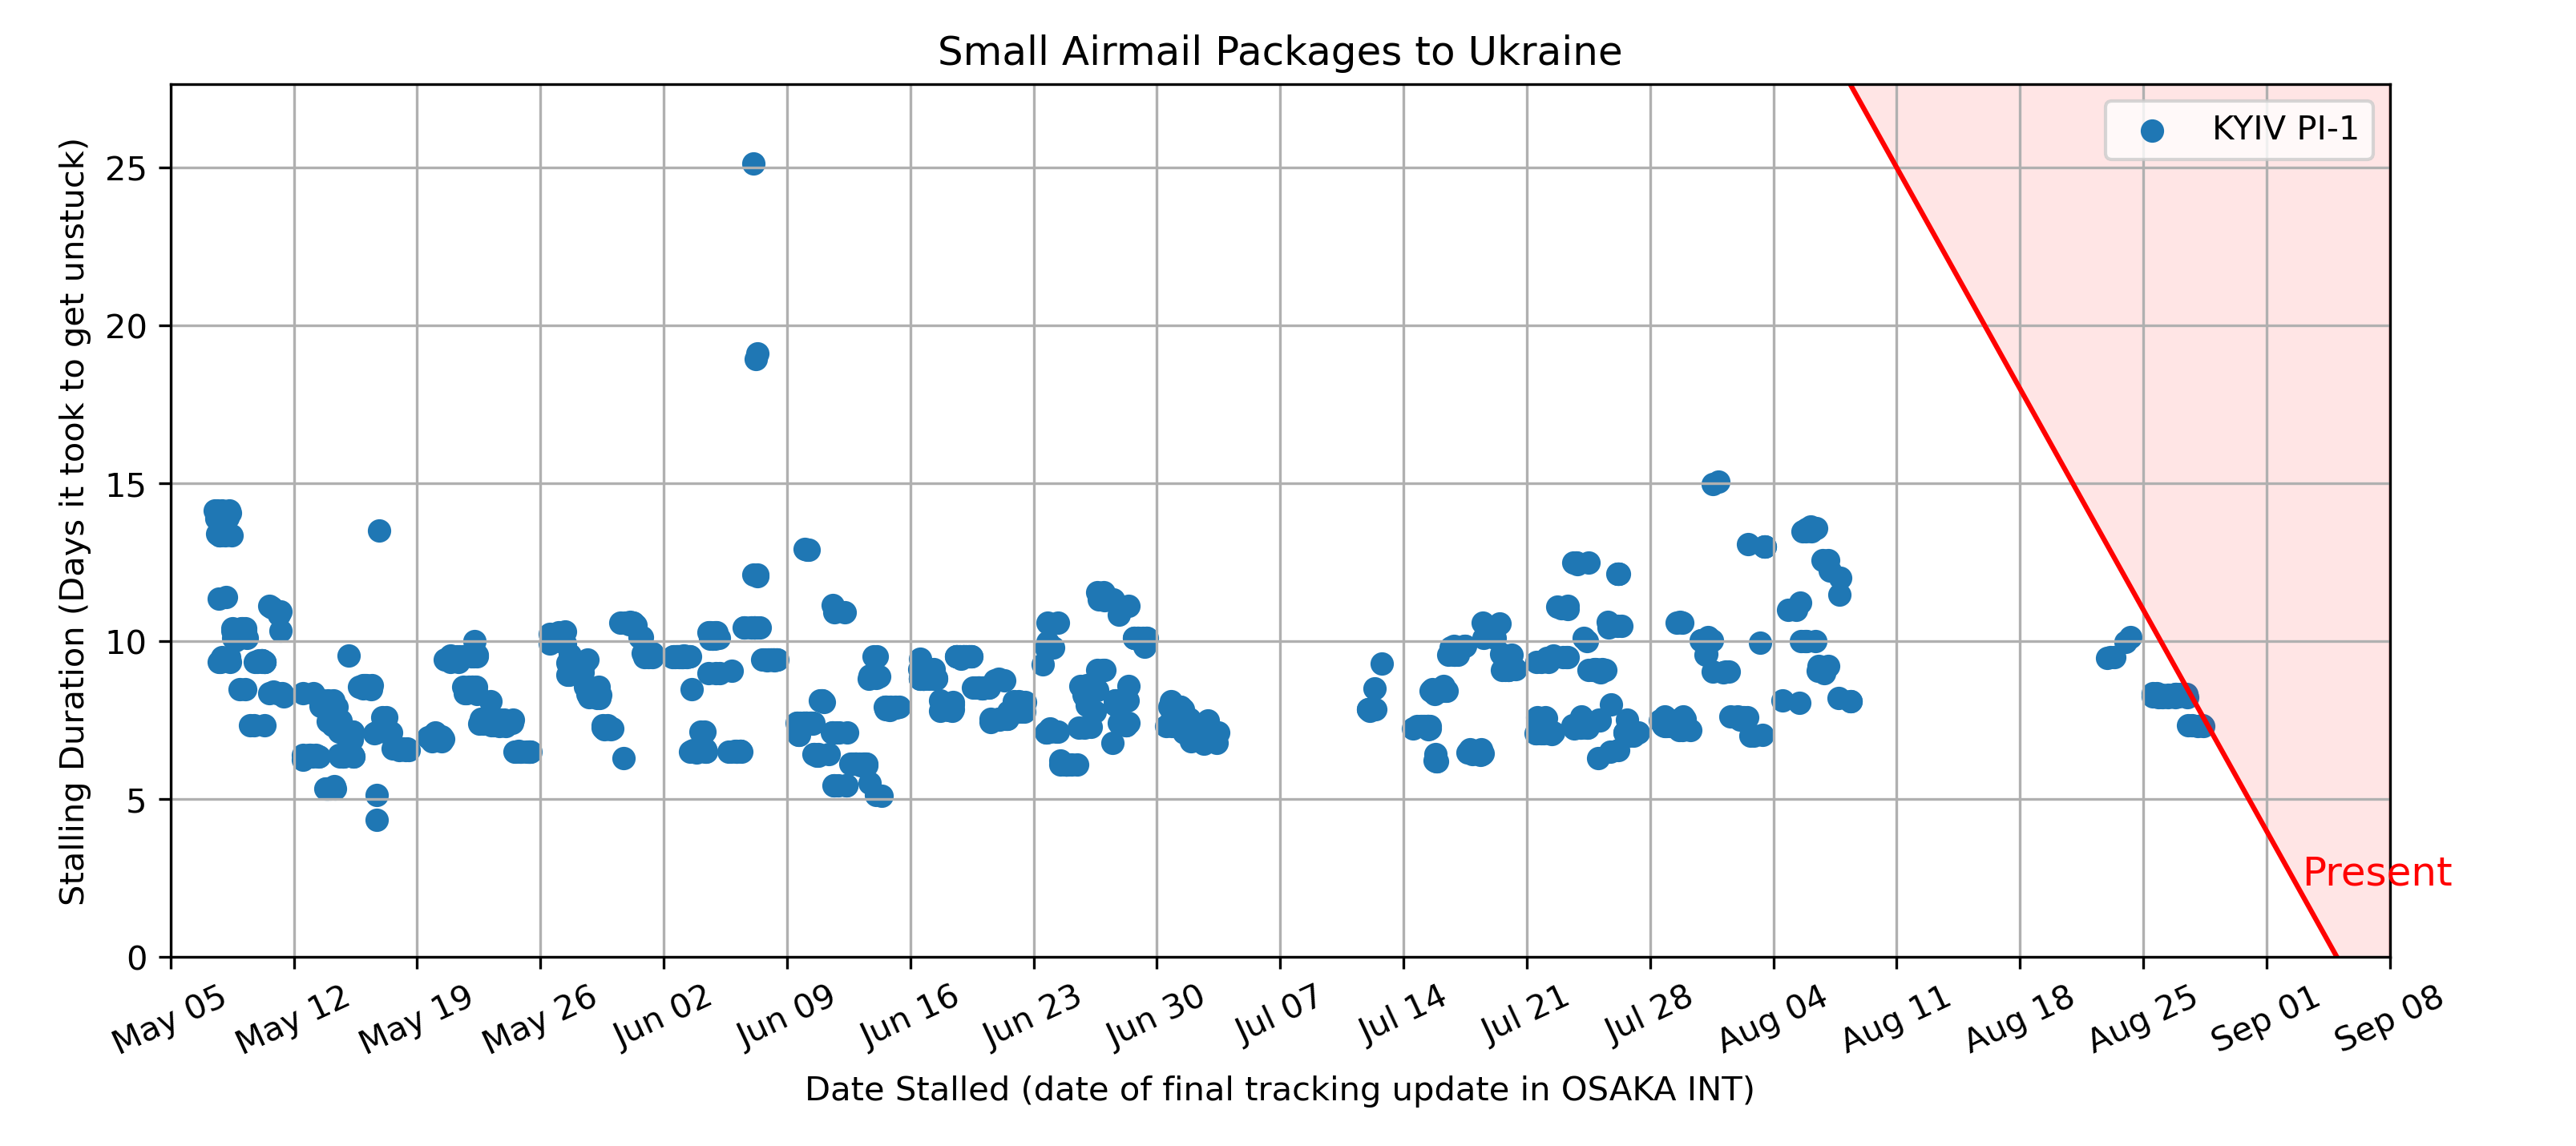 Small Airmail Packages to Ukraine
KYIV PI-1
Stalling Duration (Days it took to get unstuck)
25
20
15
10
5
0
Present
May 05
May 12
May 19
May 26
Jun 02
Jun 09
Jun 16
Jun 23
Jun 30
Jul 07
Jul 14
Jul 21
Jul 28
Aug 04
Aug 11
Aug 18
Aug 25
Sep 01
Sep 08
Date Stalled (date of final tracking update in OSAKA INT)